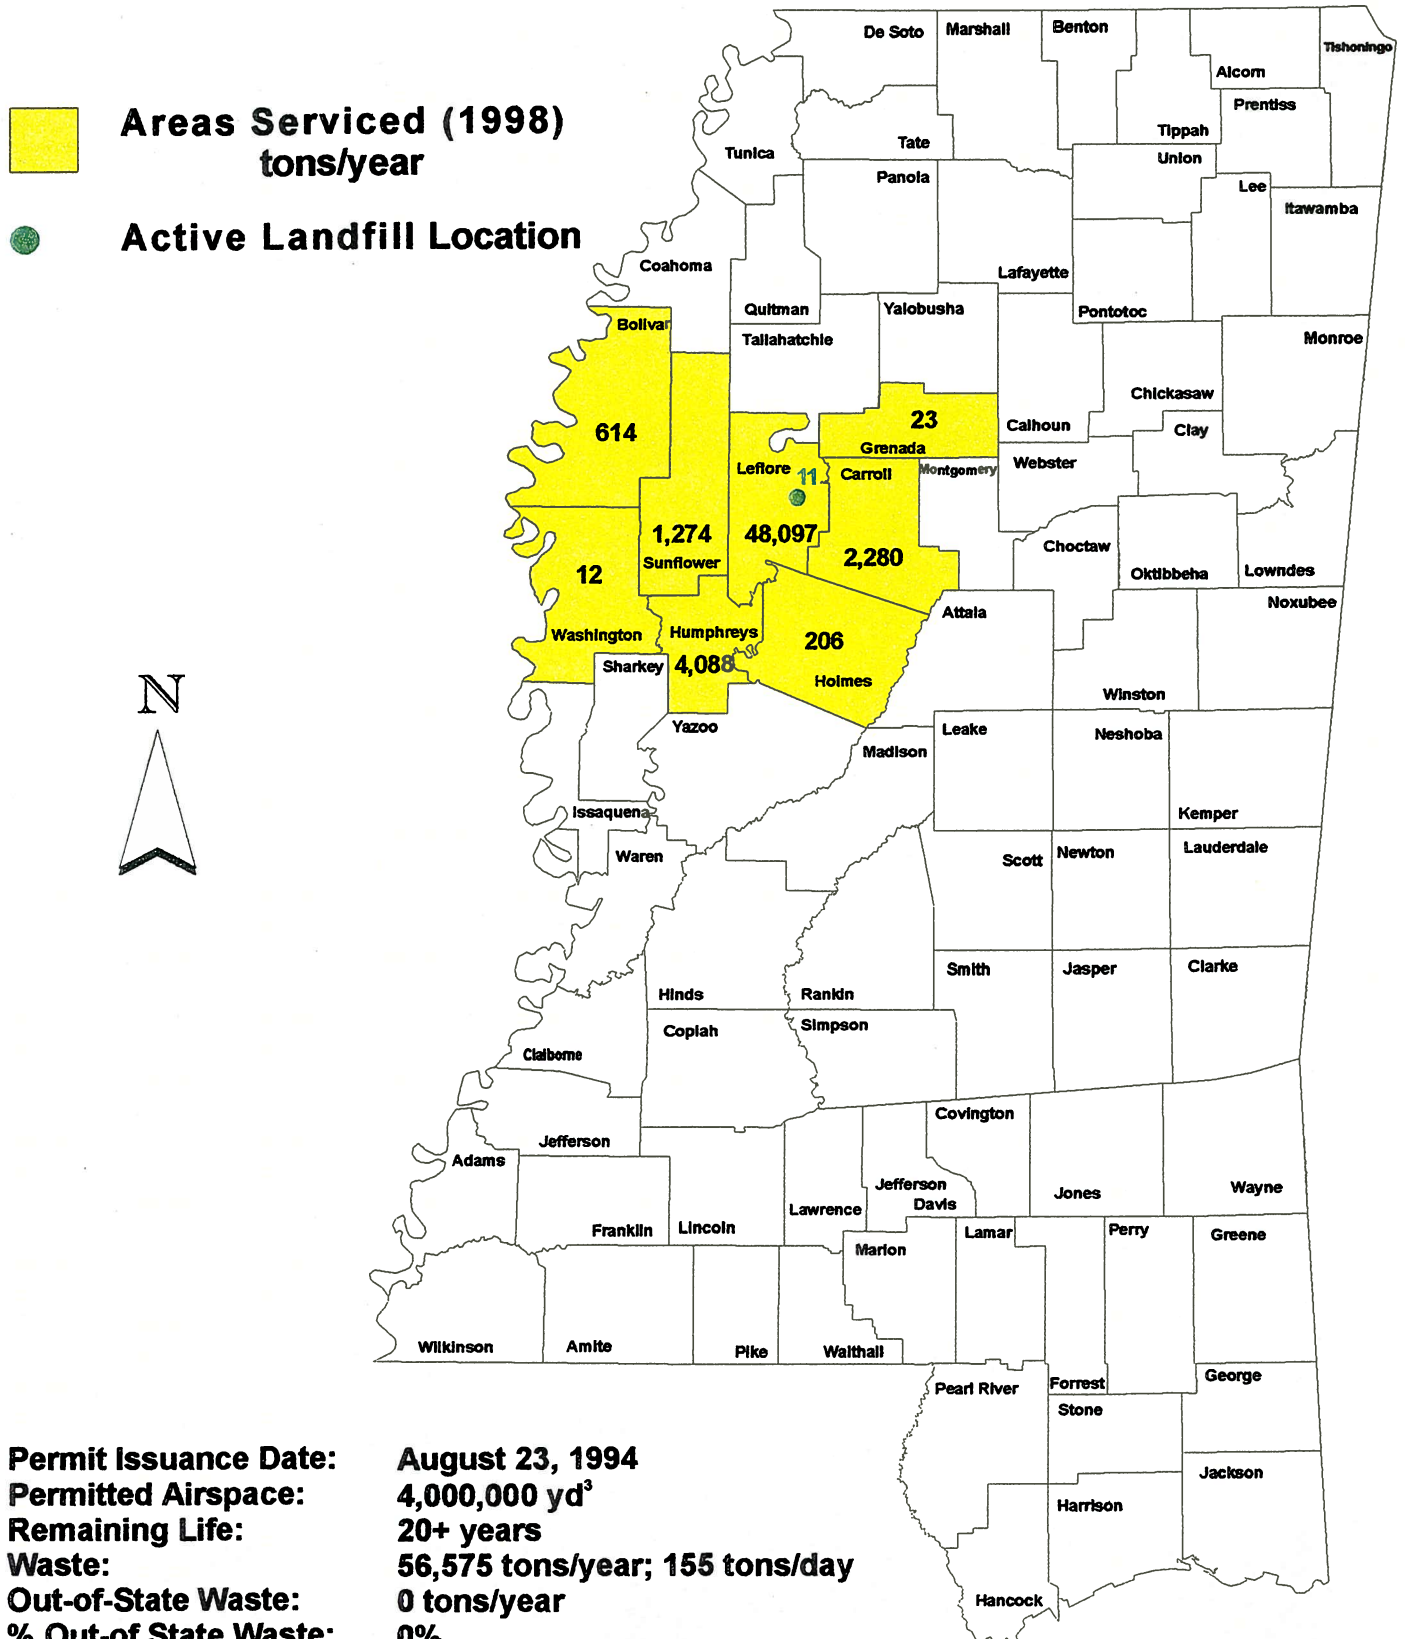 Areas Serviced (1998)
tons/year
Active Landfill Location
De Soto
Marshall
Benton
Tishomingo
Alcorn
Prentiss
Tippah
Tunica
Tate
Union
Panola
Lee
Itawamba
Coahoma
Lafayette
Quitman
Yalobusha
Pontotoc
Bolivar
Tallahatchie
Monroe
Chickasaw
614
23
Calhoun
Clay
Grenada
Leflore
11
Carroll
Montgomery
Webster
1,274
48,097
2,280
Choctaw
Sunflower
12
Oktibbeha
Lowndes
Noxubee
Attala
Washington
Humphreys
206
4,088
Sharkey
Holmes
Winston
N
Yazoo
Leake
Neshoba
Madison
Issaquena
Kemper
Waren
Scott
Newton
Lauderdale
Smith
Jasper
Clarke
Hinds
Rankin
Copiah
Simpson
Claiborne
Covington
Jefferson
Adams
Jefferson
Davis
Jones
Wayne
Lawrence
Franklin
Lincoln
Marion
Lamar
Perry
Greene
Wilkinson
Amite
Pike
Walthall
Pearl River
Forrest
George
Stone
Jackson
Harrison
Hancock
Permit Issuance Date: August 23, 1994
Permitted Airspace: 4,000,000 yd³
Remaining Life: 20+ years
Waste: 56,575 tons/year; 155 tons/day
Out-of-State Waste: 0 tons/year
% Out-of State Waste: 0%